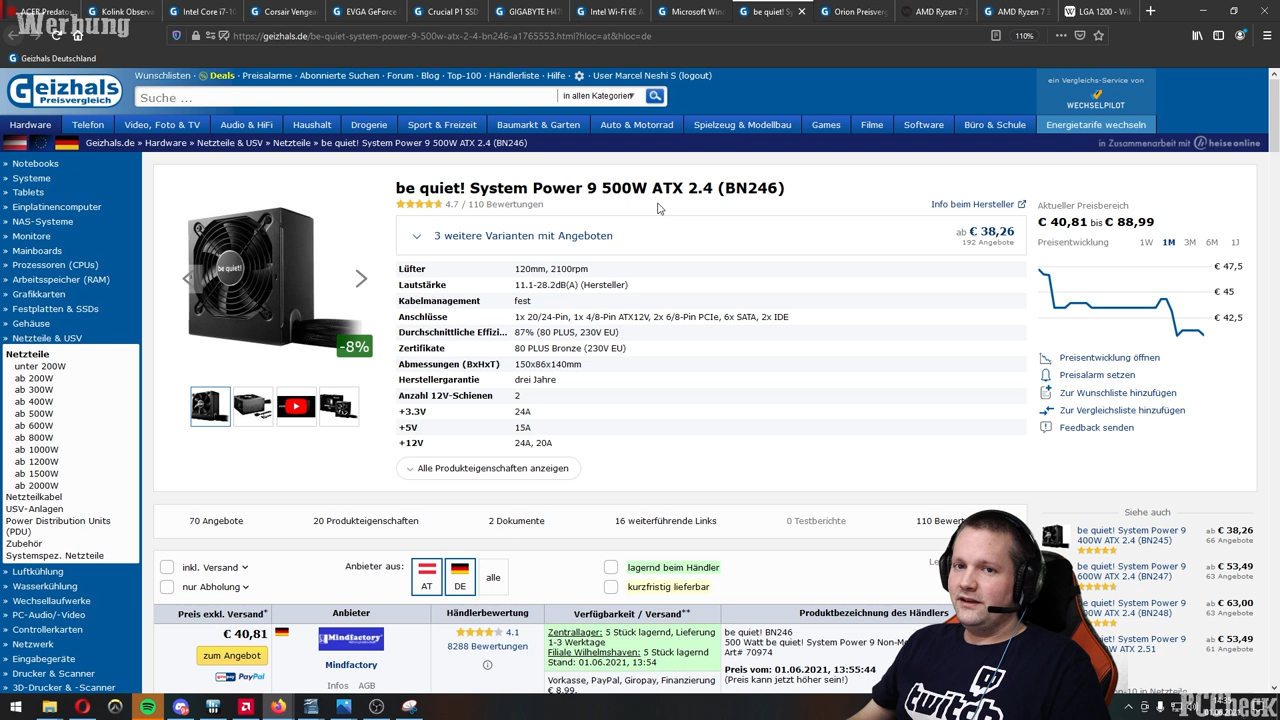 ACER Predato
Kolink Observa
Intel Core i7-10
Corsair Vengea
EVGA GeForce
Crucial P1 SSD
GIGABYTE H47
Intel Wi-Fi 6E A
Microsoft Wind
be quiet! Sy
Orion Prerig
AMD Ryzen 7 3
AMD Ryzen 7 3
LGA 1200 – Wik
Werbung
https://geizhals.de/be-quiet-system-power-9-500w-atx-2-4-bn246-a1765553.html?hloc=at&hloc=de
110%
Geizhals Deutschland
Geizhals
Preisvergleich
Wunschlisten
Deals
Preisalarme
Abonnierte Suchen
Forum
Blog
Top-100
Händlerliste
Hilfe
User Marcel Neshi S (logout)
Suche ...
in allen Kategorien
ein Vergleichs-Service von
WECHSELPILOT
Hardware
Telefon
Video, Foto & TV
Audio & HiFi
Haushalt
Drogerie
Sport & Freizeit
Baumarkt & Garten
Auto & Motorrad
Spielzeug & Modellbau
Games
Filme
Software
Büro & Schule
Energietarife wechseln
Geizhals.de » Hardware » Netzteile & USV » Netzteile » be quiet! System Power 9 500W ATX 2.4 (BN246)
in Zusammenarbeit mit heise online
» Notebooks
» Systeme
» Tablets
» Einplatinencomputer
» NAS-Systeme
» Monitore
» Mainboards
» Prozessoren (CPUs)
» Arbeitsspeicher (RAM)
» Grafikkarten
» Festplatten & SSDs
» Gehäuse
» Netzteile & USV
Netzteile
unter 200W
ab 200W
ab 300W
ab 400W
ab 500W
ab 600W
ab 800W
ab 1000W
ab 1200W
ab 1500W
ab 2000W
Netzteilkabel
USV-Anlagen
Power Distribution Units
(PDU)
Zubehör
Systemspez. Netzteile
» Luftkühlung
» Wasserkühlung
» Wechsellaufwerke
» PC-Audio/-Video
» Controllerkarten
» Netzwerk
» Eingabegeräte
» Drucker & Scanner
» 3D-Drucker & -Scanner
be quiet!
-8%
be quiet! System Power 9 500W ATX 2.4 (BN246)
4.7 / 110 Bewertungen
Info beim Hersteller
3 weitere Varianten mit Angeboten
ab € 38,26
192 Angebote
Lüfter 120mm, 2100rpm
Lautstärke 11.1-28.2dB(A) (Hersteller)
Kabelmanagement fest
Anschlüsse 1x 20/24-Pin, 1x 4/8-Pin ATX12V, 2x 6/8-Pin PCIe, 6x SATA, 2x IDE
Durchschnittliche Effizi... 87% (80 PLUS, 230V EU)
Zertifikate 80 PLUS Bronze (230V EU)
Abmessungen (BxHxT) 150x86x140mm
Herstellergarantie drei Jahre
Anzahl 12V-Schienen 2
+3.3V 24A
+5V 15A
+12V 24A, 20A
Alle Produkteigenschaften anzeigen
Aktueller Preisbereich
€ 40,81 bis € 88,99
Preisentwicklung 1W 1M 3M 6M 1J
€ 47,5
€ 45
€ 42,5
Preisentwicklung öffnen
Preisalarm setzen
Zur Wunschliste hinzufügen
Zur Vergleichsliste hinzufügen
Feedback senden
70 Angebote
20 Produkteigenschaften
2 Dokumente
16 weiterführende Links
0 Testberichte
110 Bewert
Siehe auch
be quiet! System Power 9
400W ATX 2.4 (BN245)
ab € 38,26
66 Angebote
be quiet! System Power 9
600W ATX 2.4 (BN247)
ab € 53,49
63 Angebote
be quiet! System Power 9
W ATX 2.4 (BN248)
ab € 63,00
63 Angebote
t! System Power 9
W ATX 2.51
ab € 53,49
61 Angebote
inkl. Versand
nur Abholung
Anbieter aus:
AT
DE
alle
lagernd beim Händler
kurzfristig lieferbar
Preis exkl. Versand*
Anbieter
Händlerbewertung
Verfügbarkeit / Versand**
Produktbezeichnung des Händlers
€ 40,81
zum Angebot
PayPal
Mindfactory
Mindfactory
Infos AGB
4.1
8288 Bewertungen
Zentrallager: 5 Stück lagernd, Lieferung
1-3 Werktage
Filiale Wilhelmshaven: 5 Stück lagernd
Stand: 01.06.2021, 13:54
Vorkasse, PayPal, Giropay, Finanzierung
€ 8,99
be quiet! BN246
500 Watt be quiet! System Power 9 Non-Mo
Art# 70974
Preis vom: 01.06.2021, 13:55:44
(Preis kann jetzt höher sein!)
op-10 in Netzteile
twitch
PCCheck